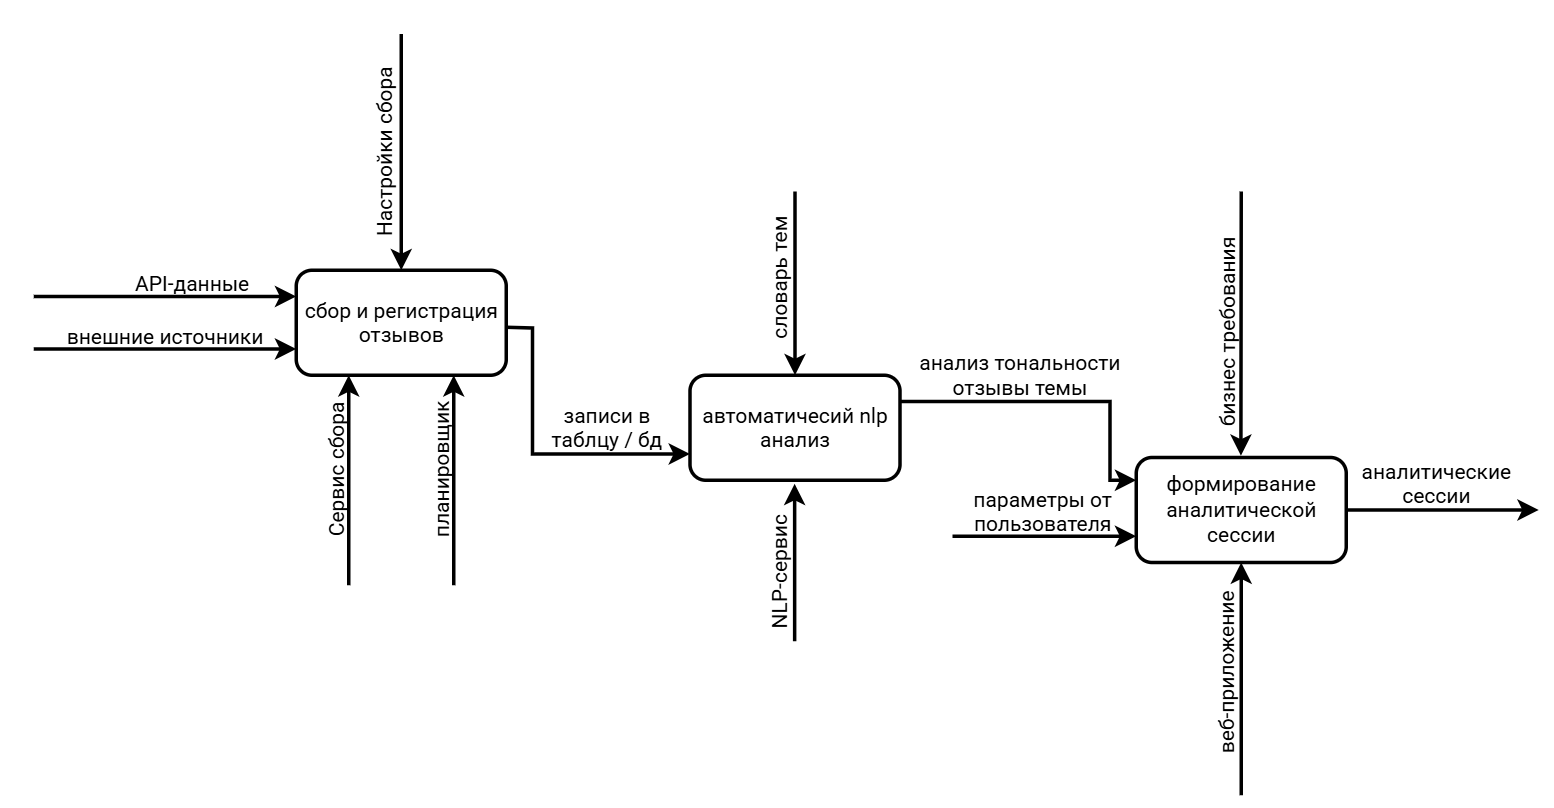 Настройки сбора
API-данные
внешние источники
сбор и регистрация
отзывов
Сервис сбора
планировщик
записи в
таблцу / бд
словарь тем
автоматичесий nlp
анализ
NLP-сервис
анализ тональности
отзывы темы
параметры от
пользователя
бизнес требования
формирование
аналитической
сессии
веб-приложение
аналитические
сессии